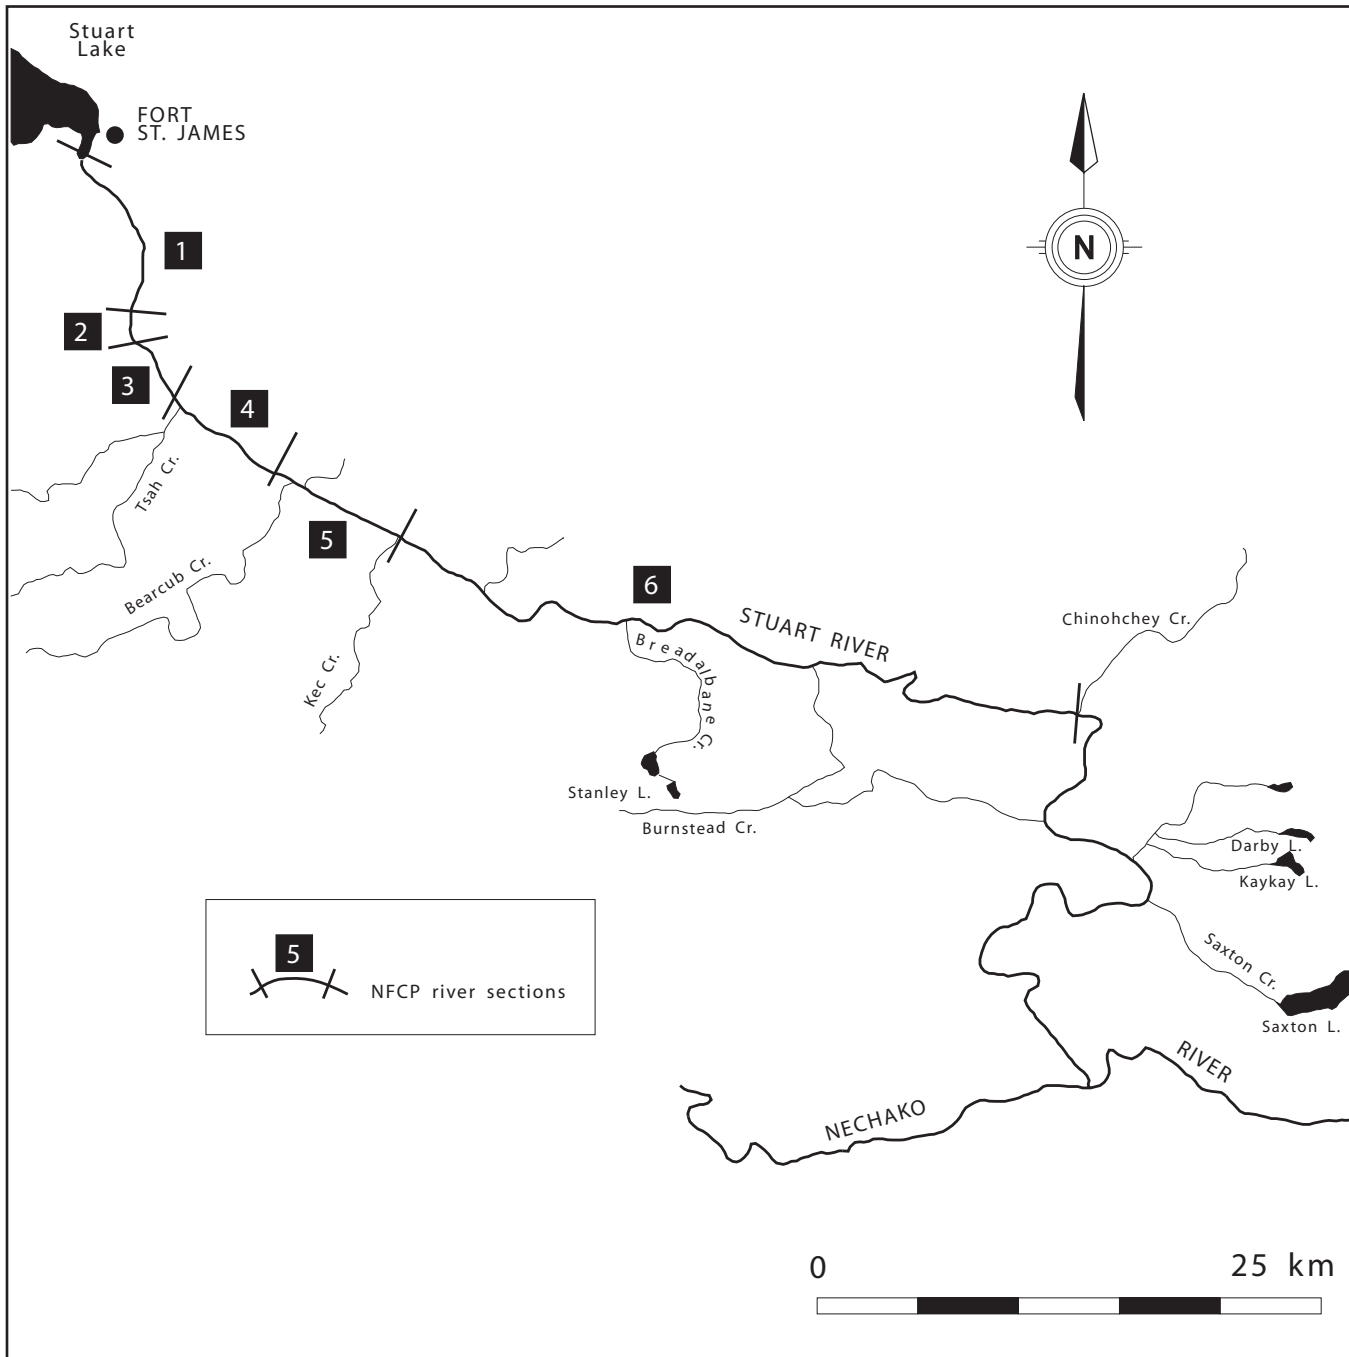 Stuart
Lake
FORT
ST. JAMES
N
1
2
3
4
Tsah Cr.
5
Bearcub Cr.
6
STUART RIVER
Chinohchey Cr.
Breadalbane Cr.
Kec Cr.
Stanley L.
Burnstead Cr.
Darby L.
Kaykay L.
5
NFCP river sections
Saxton Cr.
Saxton L.
RIVER
NECHAKO
0
25 km